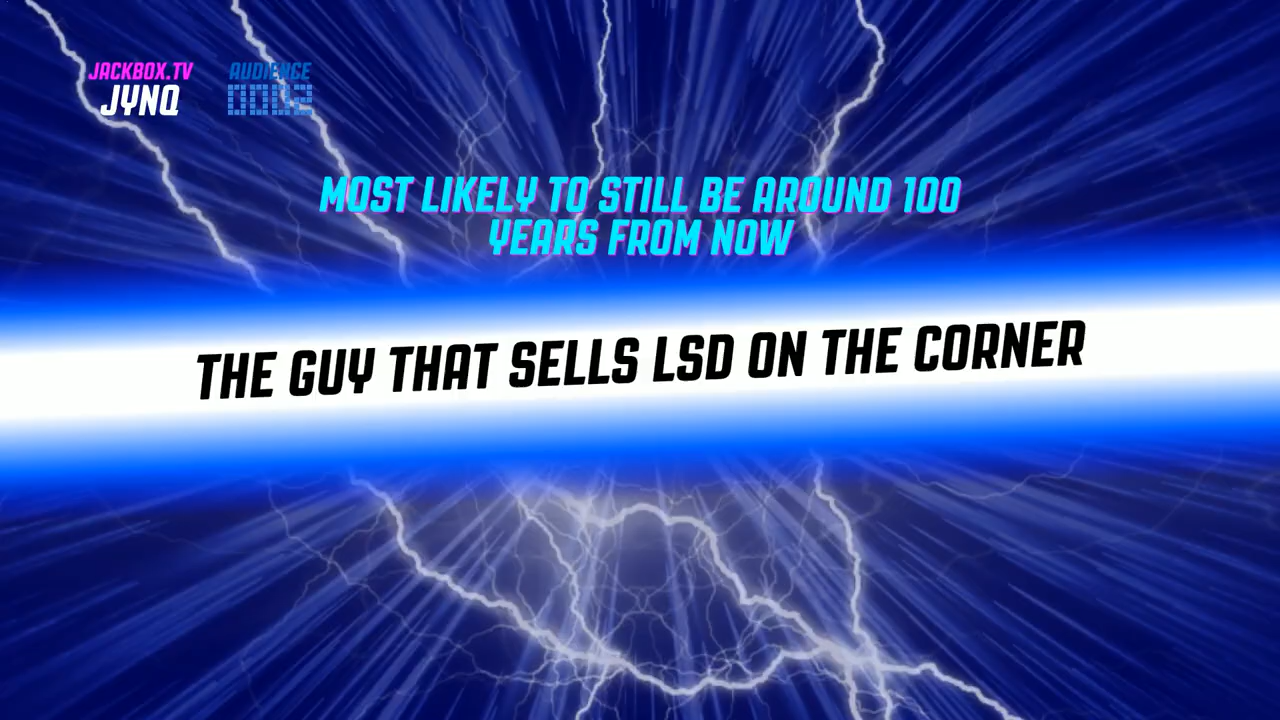 JACKBOX.TV
JYNQ
AUDIENCE
0002
MOST LIKELY TO STILL BE AROUND 100
YEARS FROM NOW
THE GUY THAT SELLS LSD ON THE CORNER